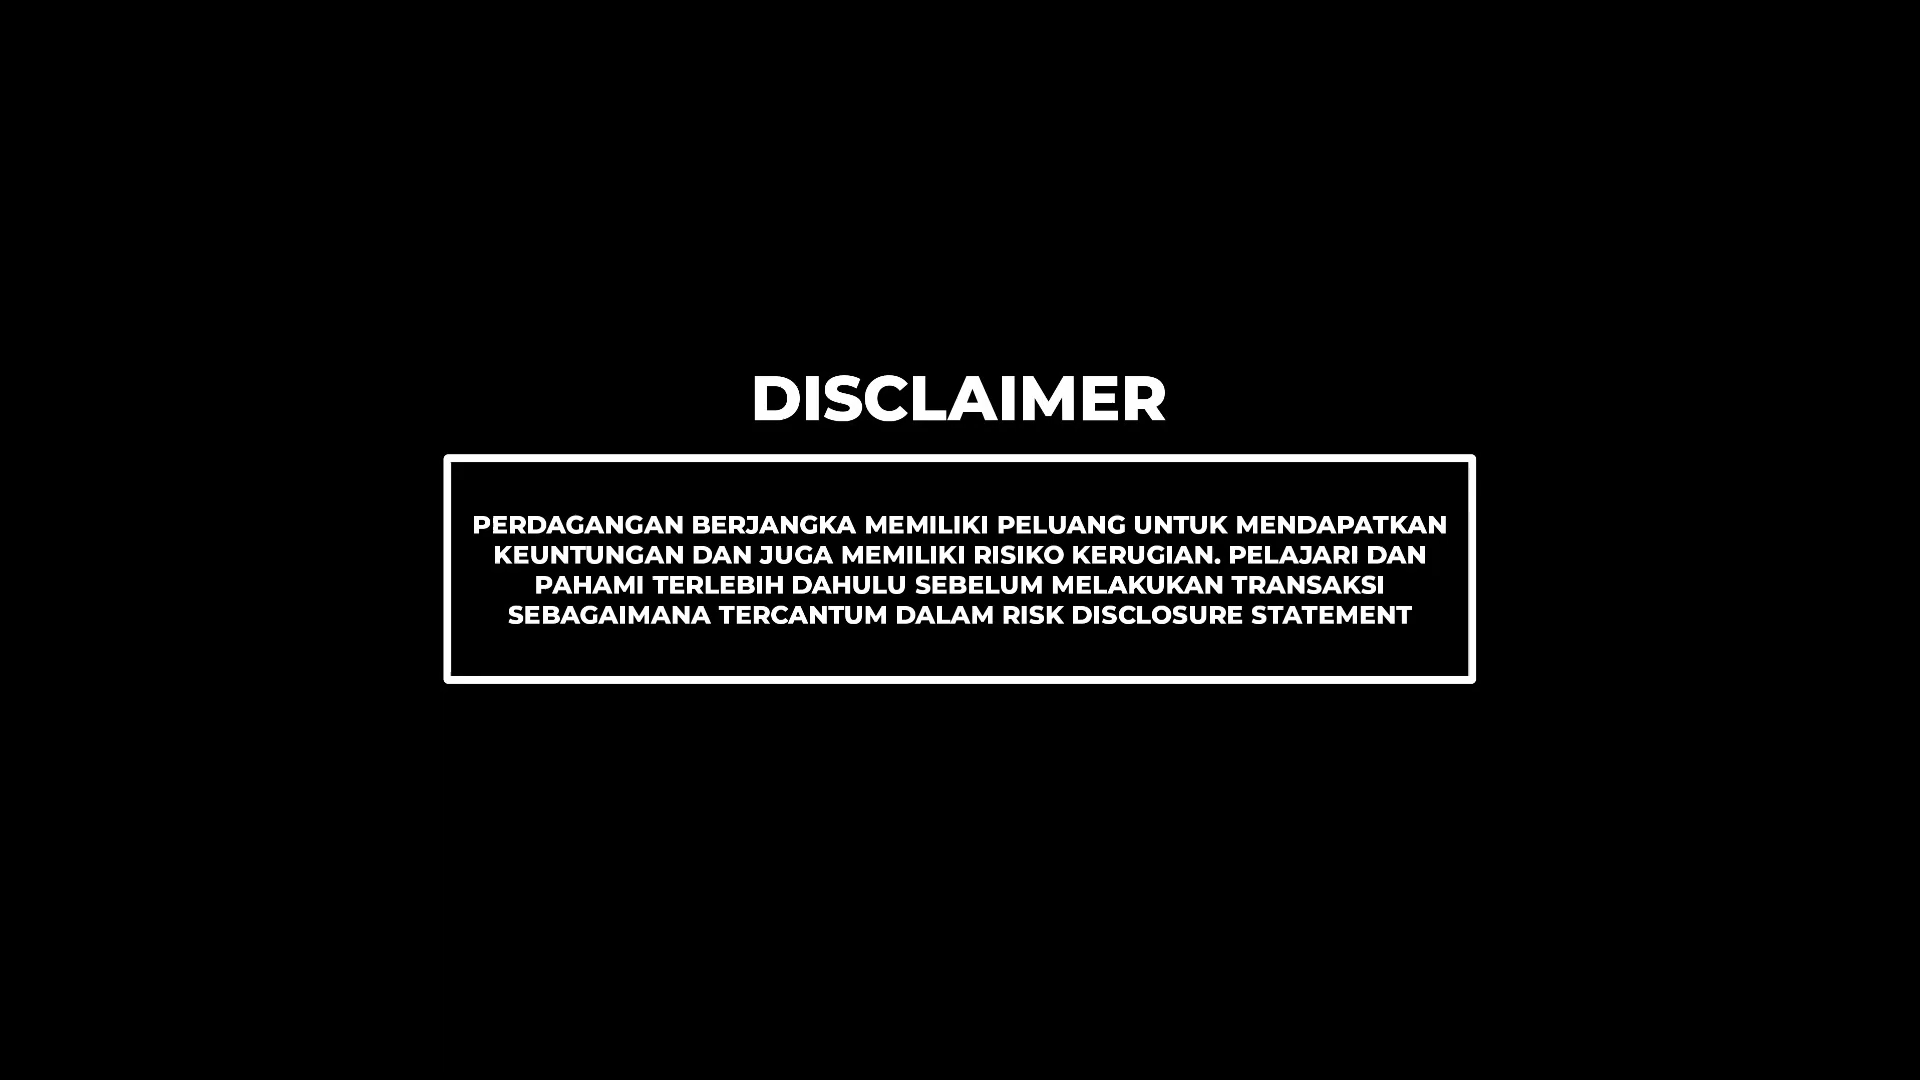 DISCLAIMER
PERDAGANGAN BERJANGKA MEMILIKI PELUANG UNTUK MENDAPATKAN
KEUNTUNGAN DAN JUGA MEMILIKI RISIKO KERUGIAN. PELAJARI DAN
PAHAMI TERLEBIH DAHULU SEBELUM MELAKUKAN TRANSAKSI
SEBAGAIMANA TERCANTUM DALAM RISK DISCLOSURE STATEMENT